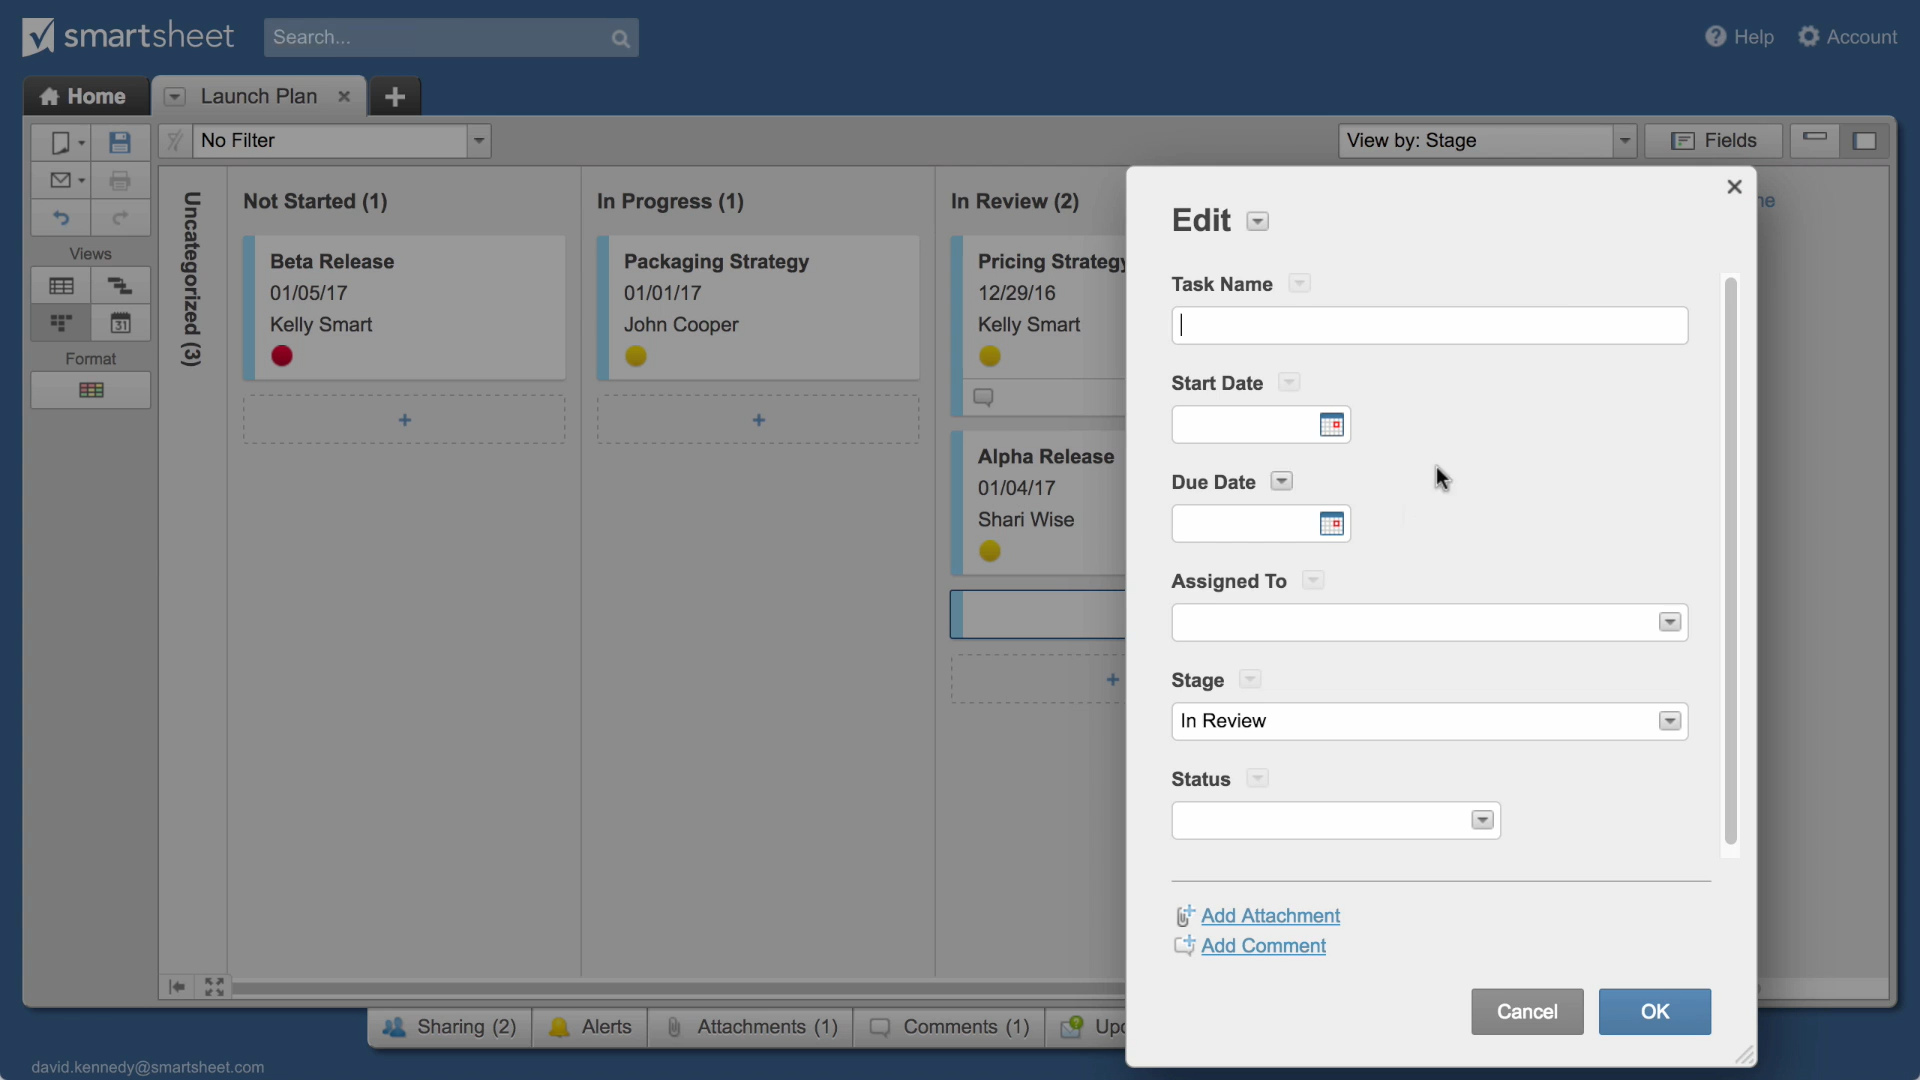 smartsheet
Search...
Help
Account
Home
Launch Plan
No Filter
View by: Stage
Fields
Views
31
Format
Uncategorized (3)
Not Started (1)
Beta Release
01/05/17
Kelly Smart
In Progress (1)
Packaging Strategy
01/01/17
John Cooper
In Review (2)
Pricing Strategy
12/29/16
Kelly Smart
Alpha Release
01/04/17
Shari Wise
Edit
Task Name
Start Date
Due Date
Assigned To
Stage
In Review
Status
Add Attachment
Add Comment
Cancel
OK
Sharing (2)
Alerts
Attachments (1)
Comments (1)
david.kennedy@smartsheet.com